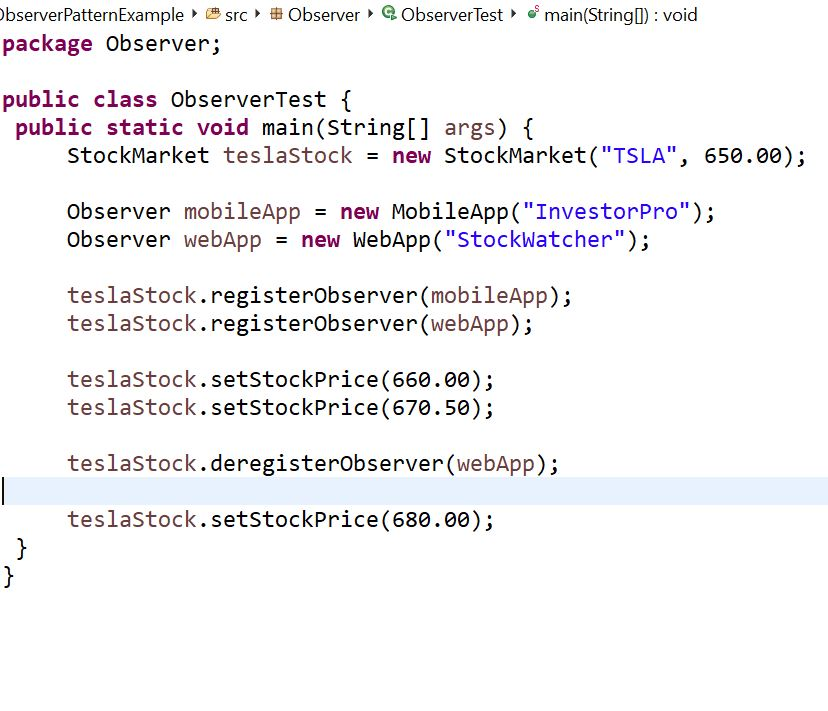 ObserverPatternExample src Observer ObserverTest main(String[]) : void
package Observer;
public class ObserverTest {
public static void main(String[] args) {
StockMarket teslaStock = new StockMarket("TSLA", 650.00);
Observer mobileApp = new MobileApp("InvestorPro");
Observer webApp = new WebApp("StockWatcher");
teslaStock.registerObserver(mobileApp);
teslaStock.registerObserver(webApp);
teslaStock.setStockPrice(660.00);
teslaStock.setStockPrice(670.50);
teslaStock.deregisterObserver(webApp);
teslaStock.setStockPrice(680.00);
}
}